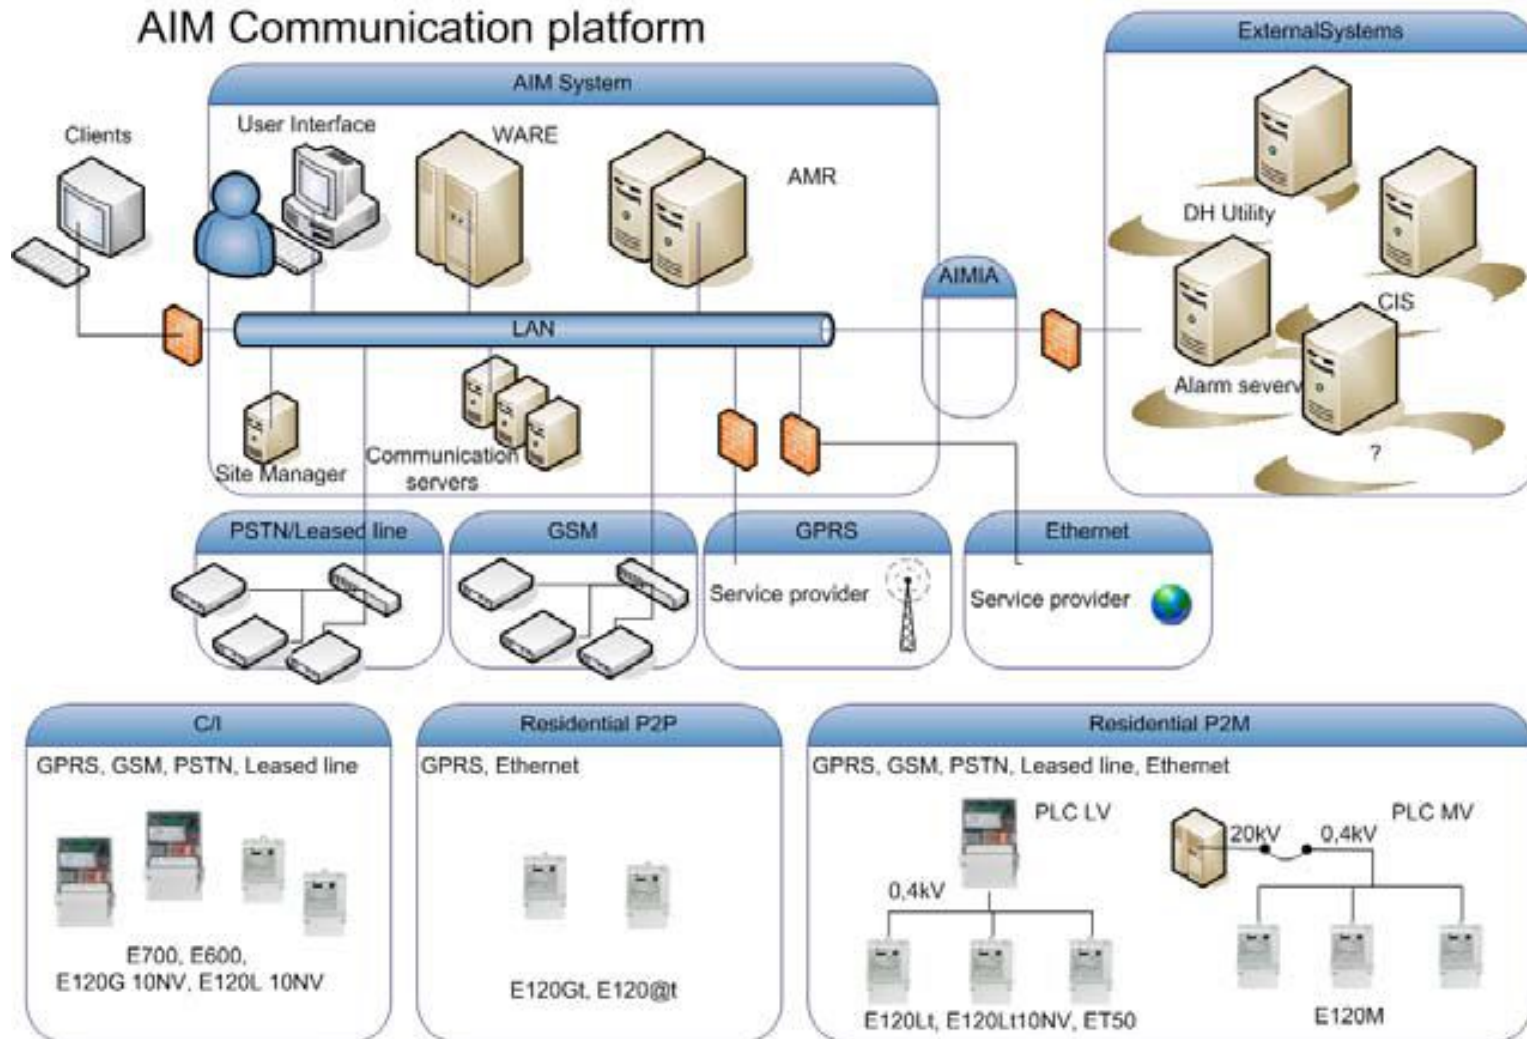 AIM Communication platform
ExternalSystems
AIM System
Clients
User Interface
WARE
AMR
DH Utility
AIMIA
CIS
LAN
Alarm severv
Site Manager
Communication
servers
?
PSTN/Leased line
GSM
GPRS
Ethernet
Service provider
Service provider
C/I
Residential P2P
Residential P2M
GPRS, GSM, PSTN, Leased line
GPRS, Ethernet
GPRS, GSM, PSTN, Leased line, Ethernet
PLC LV
PLC MV
20kV
0,4kV
0,4kV
E700, E600,
E120G 10NV, E120L 10NV
E120Gt, E120@t
E120Lt, E120Lt10NV, ET50
E120M